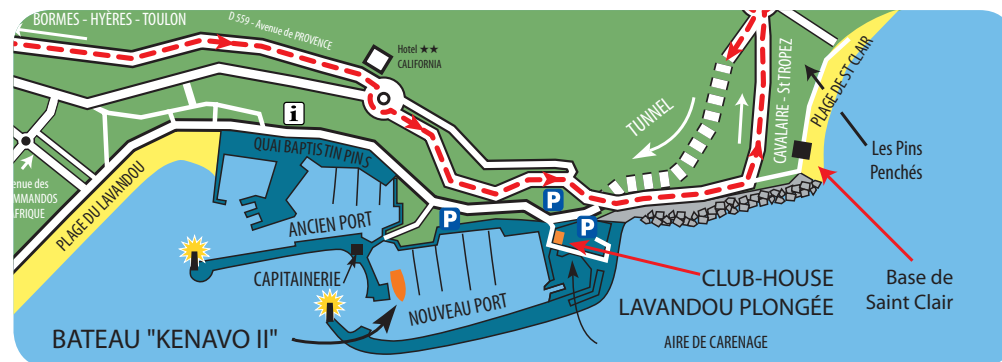 BORMES - HYÈRES - TOULON
D 559 - Avenue de PROVENCE
Hotel ★★
CALIFORNIA
i
TUNNEL
CAVALAIRE - St TROPEZ
PLAGE DE ST CLAIR
Les Pins
Penchés
enue des
MMANDOS
AFRIQUE
PLAGE DU LAVANDOU
QUAI BAPTISTIN PINS
ANCIEN PORT
P
P
P
CAPITAINERIE
NOUVEAU PORT
BATEAU "KENAVO II"
CLUB-HOUSE
LAVANDOU PLONGÉE
AIRE DE CARENAGE
Base de
Saint Clair